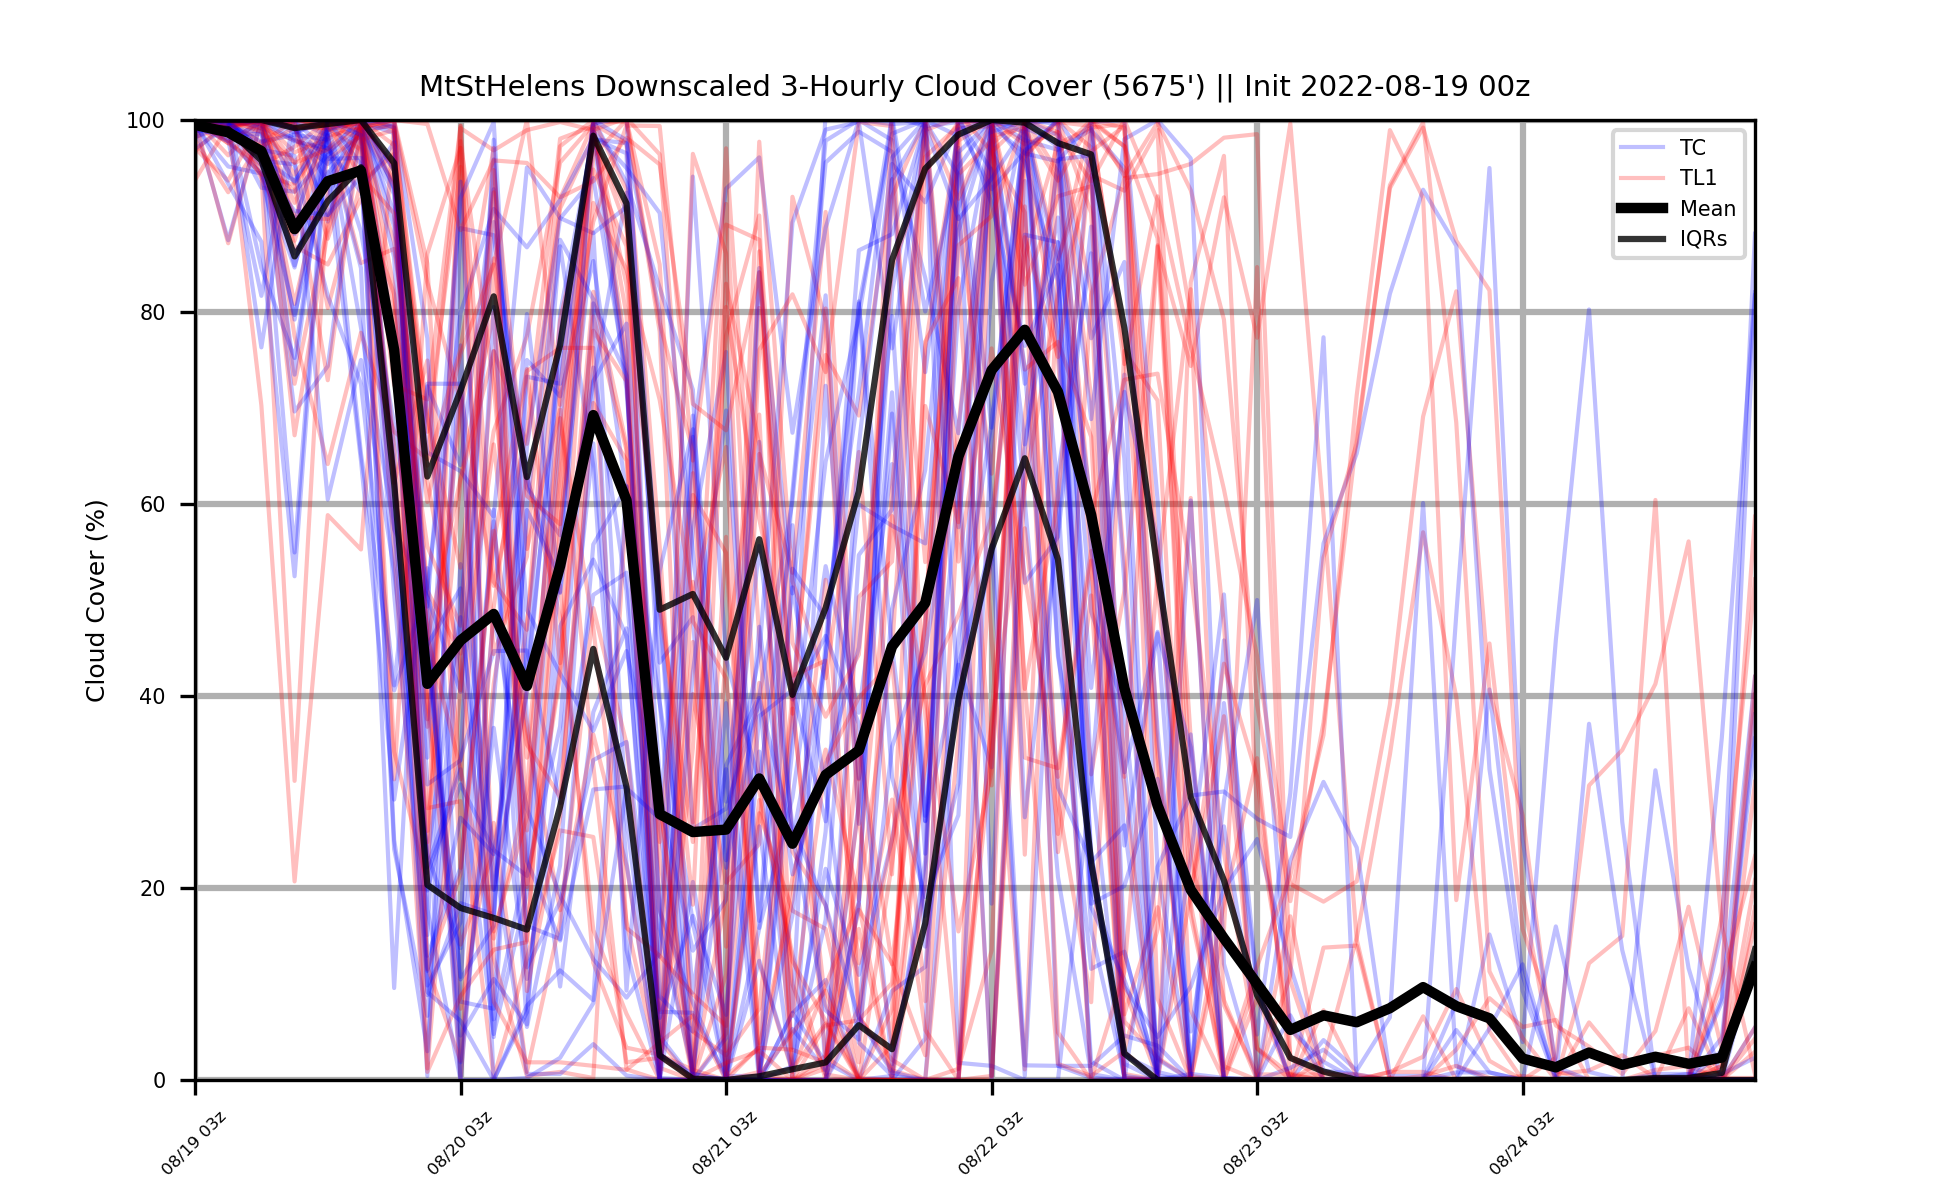 MtStHelens Downscaled 3-Hourly Cloud Cover (5675') || Init 2022-08-19 00z
TC
TL1
Mean
IQRs
Cloud Cover (%)
100
80
60
40
20
0
08/19 03z
08/20 03z
08/21 03z
08/22 03z
08/23 03z
08/24 03z